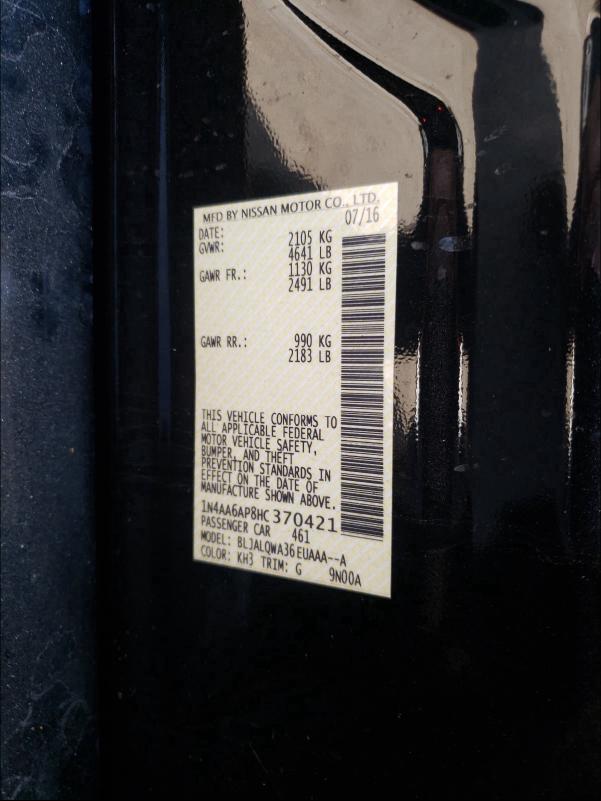 MFD BY NISSAN MOTOR CO., LTD.
DATE: 07/16
GVWR: 2105 KG
4641 LB
GAWR FR.: 1130 KG
2491 LB
GAWR RR.: 990 KG
2183 LB
THIS VEHICLE CONFORMS TO
ALL APPLICABLE FEDERAL
MOTOR VEHICLE SAFETY,
BUMPER, AND THEFT
PREVENTION STANDARDS IN
EFFECT ON THE DATE OF
MANUFACTURE SHOWN ABOVE.
1N4AA6AP8HC370421
PASSENGER CAR 461
MODEL: BLJALQWA36EUAAA--A
COLOR: KH3 TRIM: G 9N00A